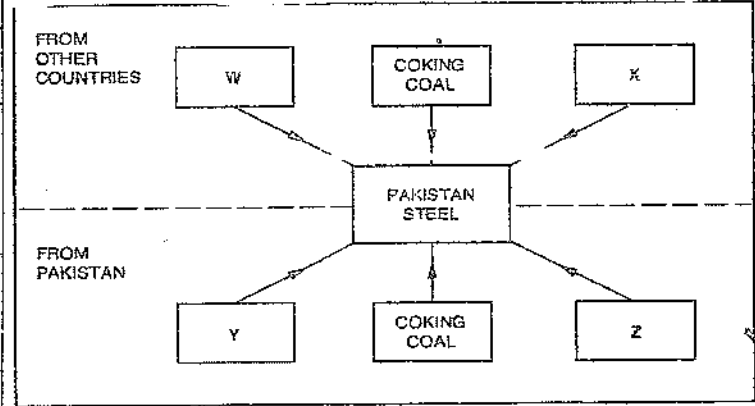 FROM
OTHER
COUNTRIES
W
COKING
COAL
X
PAKISTAN
STEEL
FROM
PAKISTAN
Y
COKING
COAL
Z